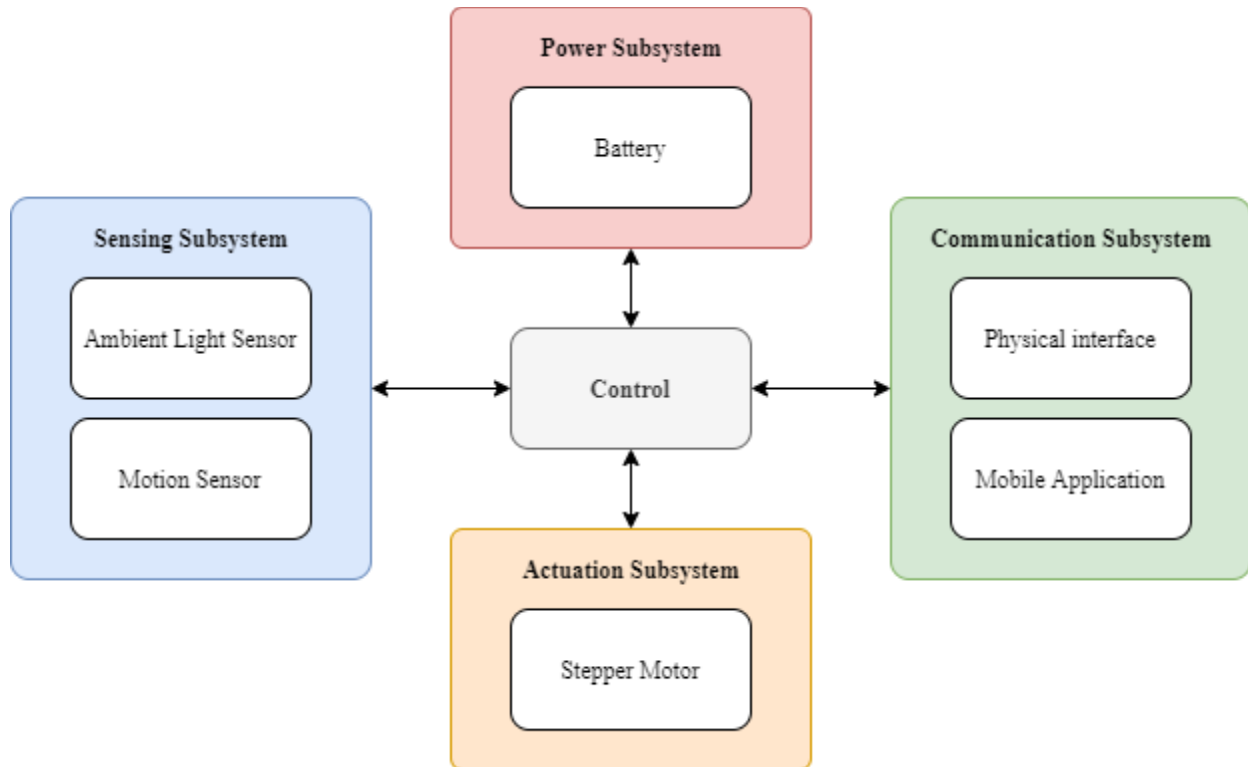 Power Subsystem
Battery
Sensing Subsystem
Ambient Light Sensor
Motion Sensor
Control
Communication Subsystem
Physical interface
Mobile Application
Actuation Subsystem
Stepper Motor